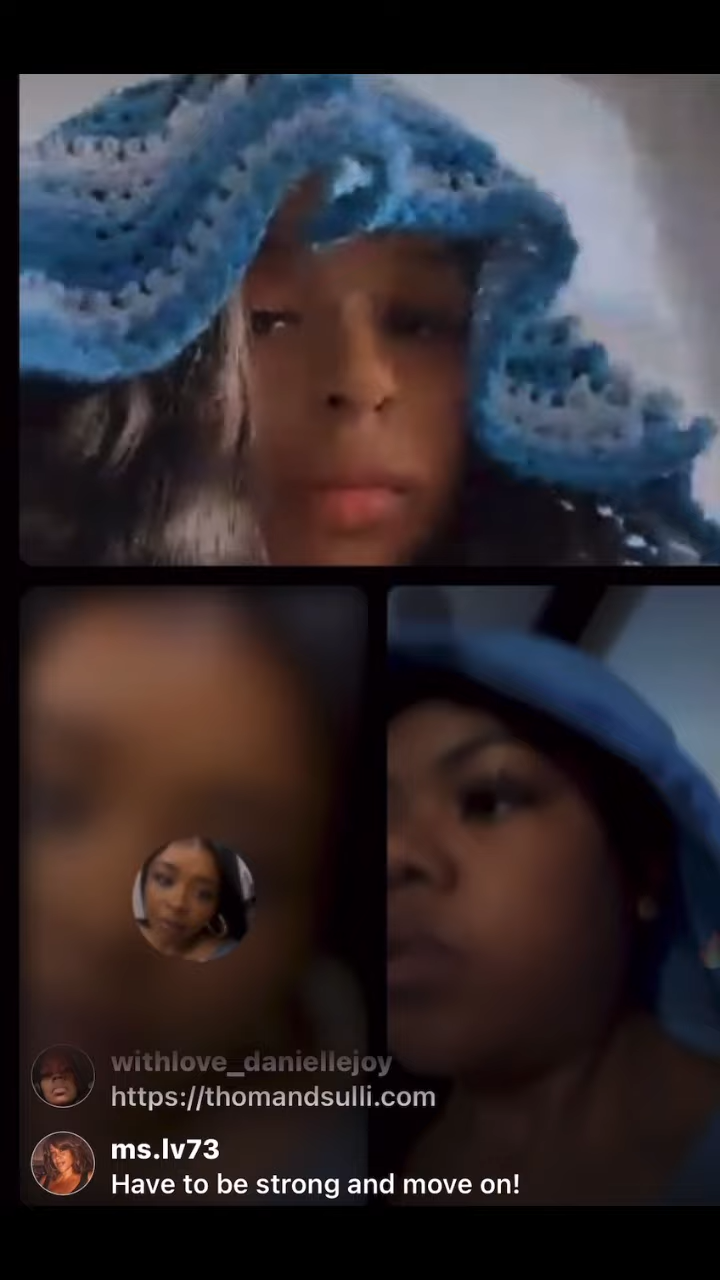 withlove_daniellejoy
https://thomandsulli.com
ms.lv73
Have to be strong and move on!